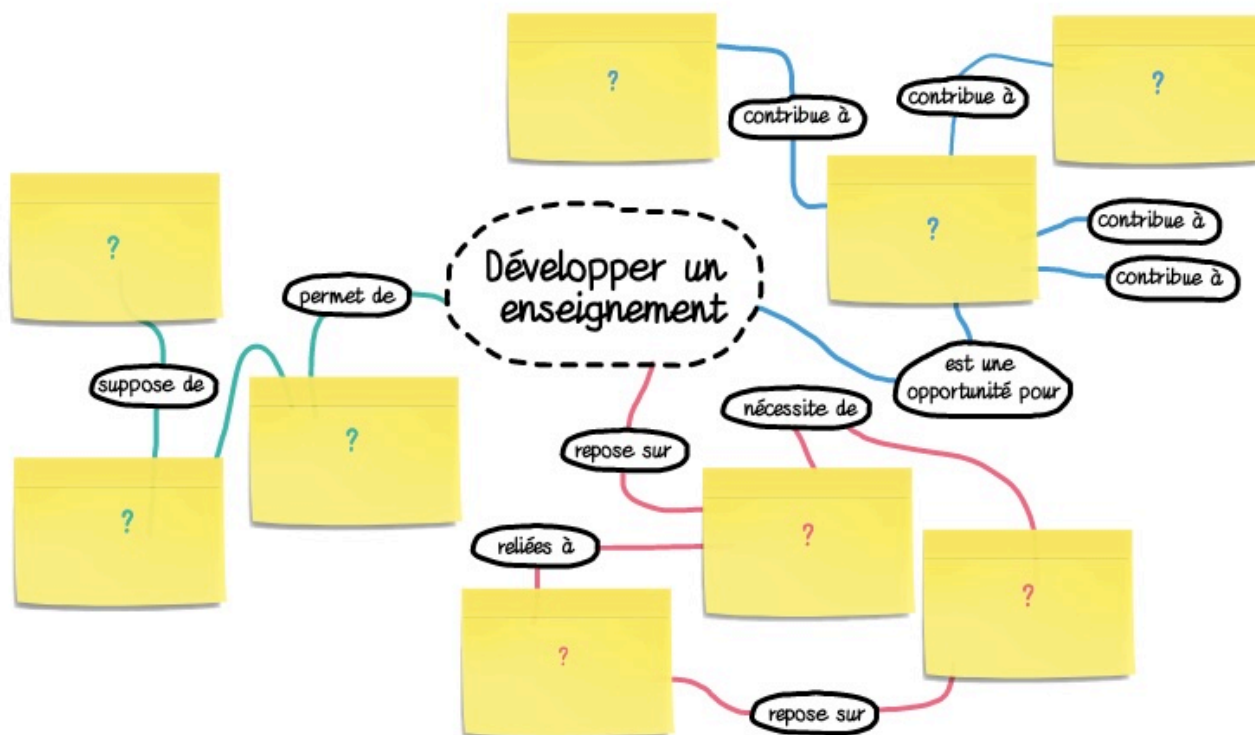 ?
contribue à
contribue à
?
?
contribue à
contribue à
est une
opportunité pour
Développer un
enseignement
permet de
?
suppose de
?
?
repose sur
nécessite de
?
reliées à
?
?
repose sur